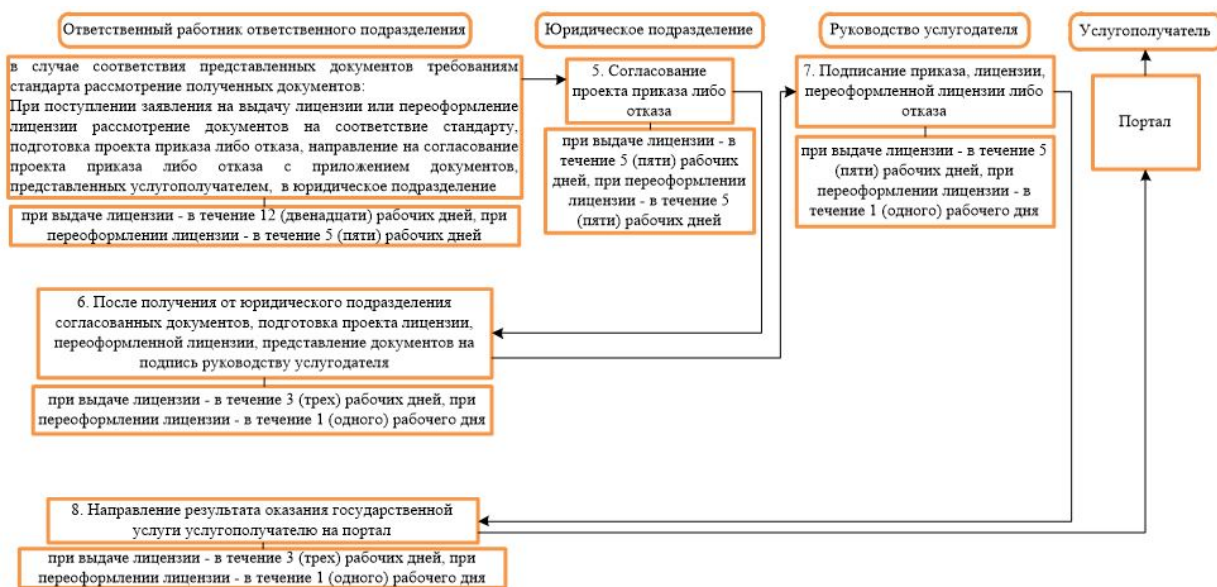 Ответственный работник ответственного подразделения
Юридическое подразделение
Руководство услугодателя
Услугополучатель
в случае соответствия представленных документов требованиям
стандарта рассмотрение полученных документов:
При поступлении заявления на выдачу лицензии или переоформление
лицензии рассмотрение документов на соответствие стандарту,
подготовка проекта приказа либо отказа, направление на согласование
проекта приказа либо отказа с приложением документов,
представленных услугополучателем, в юридическое подразделение
при выдаче лицензии - в течение 12 (двенадцати) рабочих дней, при
переоформлении лицензии - в течение 5 (пяти) рабочих дней
5. Согласование
проекта приказа либо
отказа
при выдаче лицензии - в
течение 5 (пяти) рабочих
дней, при переоформлении
лицензии - в течение 5
(пяти) рабочих дней
7. Подписание приказа, лицензии,
переоформленной лицензии либо
отказа
при выдаче лицензии - в течение 5
(пяти) рабочих дней, при
переоформлении лицензии - в
течение 1 (одного) рабочего дня
Портал
6. После получения от юридического подразделения
согласованных документов, подготовка проекта лицензии,
переоформленной лицензии, представление документов на
подпись руководству услугодателя
при выдаче лицензии - в течение 3 (трех) рабочих дней, при
переоформлении лицензии - в течение 1 (одного) рабочего дня
8. Направление результата оказания государственной
услуги услугополучателю на портал
при выдаче лицензии - в течение 3 (трех) рабочих дней, при
переоформлении лицензии - в течение 1 (одного) рабочего дня